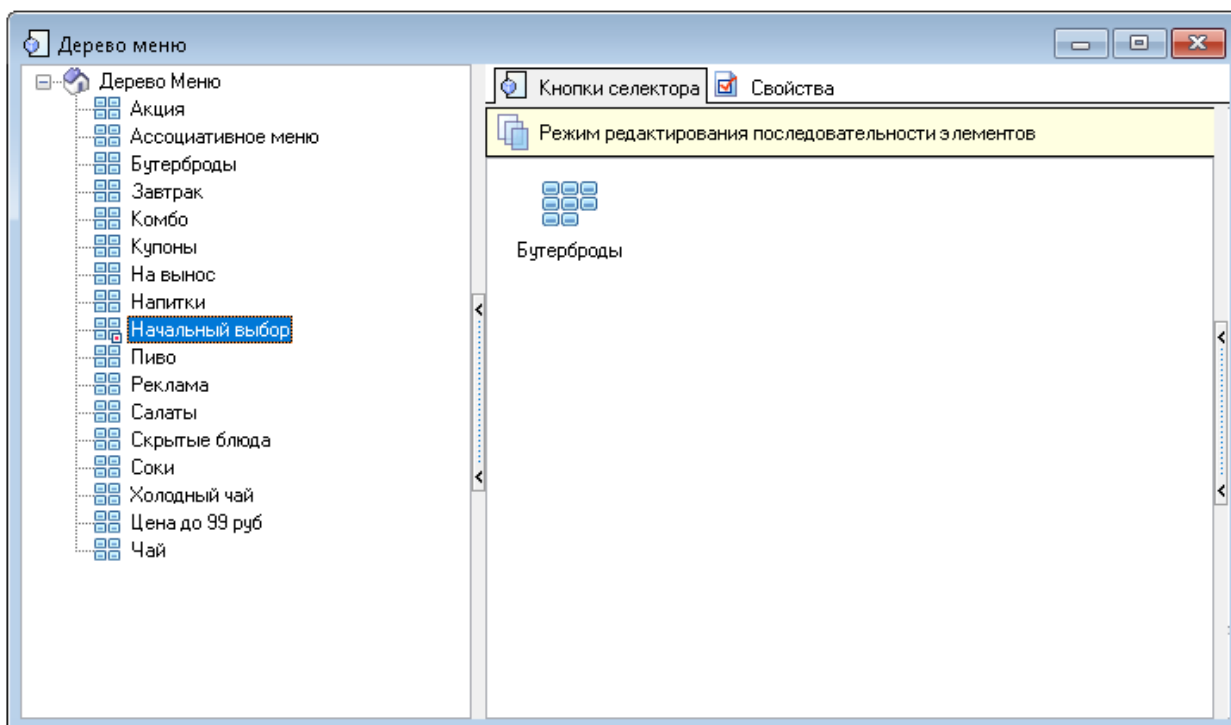 Дерево меню
Дерево Меню
Акция
Ассоциативное меню
Бутерброды
Завтрак
Комбо
Купоны
На вынос
Напитки
Начальный выбор
Пиво
Реклама
Салаты
Скрытые блюда
Соки
Холодный чай
Цена до 99 руб
Чай
Кнопки селектора Свойства
Режим редактирования последовательности элементов
Бутерброды